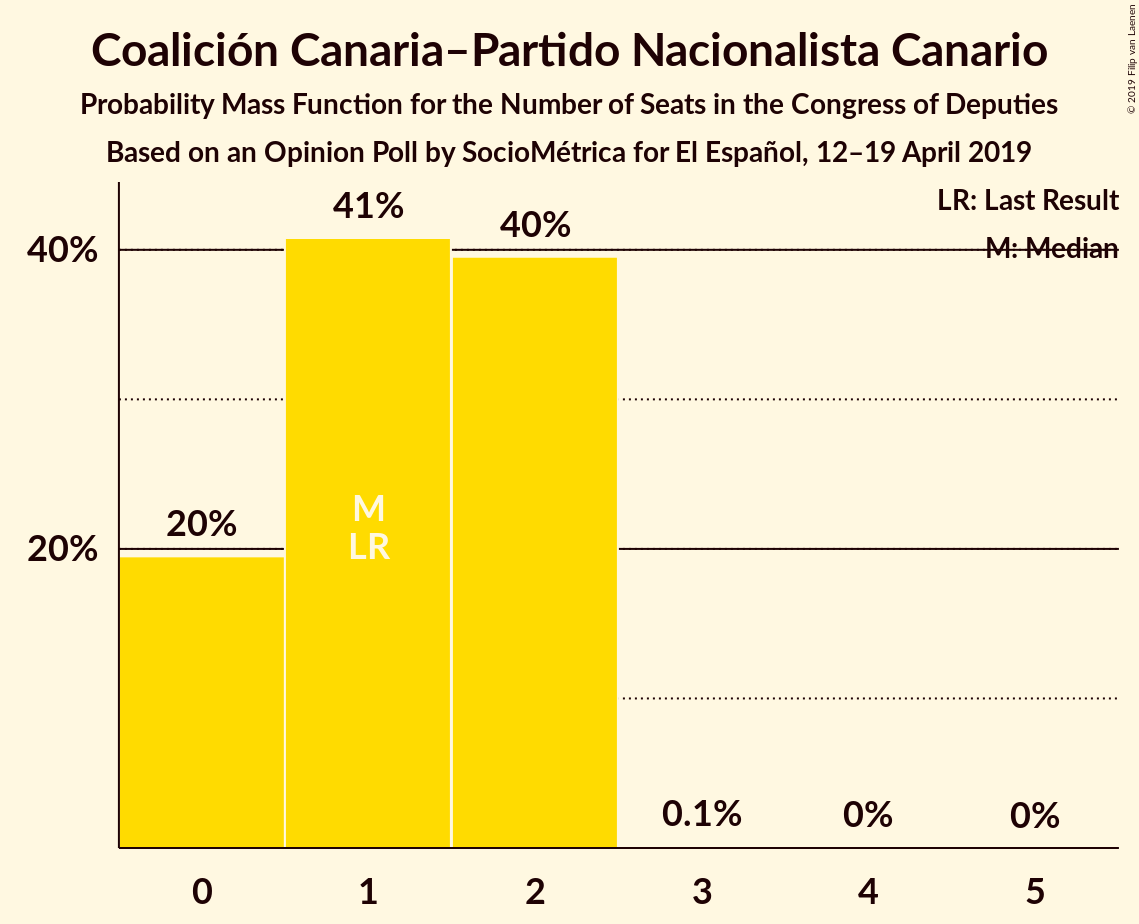 Coalición Canaria–Partido Nacionalista Canario
Probability Mass Function for the Number of Seats in the Congress of Deputies
Based on an Opinion Poll by SocioMétrica for El Español, 12–19 April 2019
© 2019 Filip van Laenen
LR: Last Result
M: Median
41%
40%
40%
20%
20%
M
LR
0.1%
0%
0%
0 1 2 3 4 5